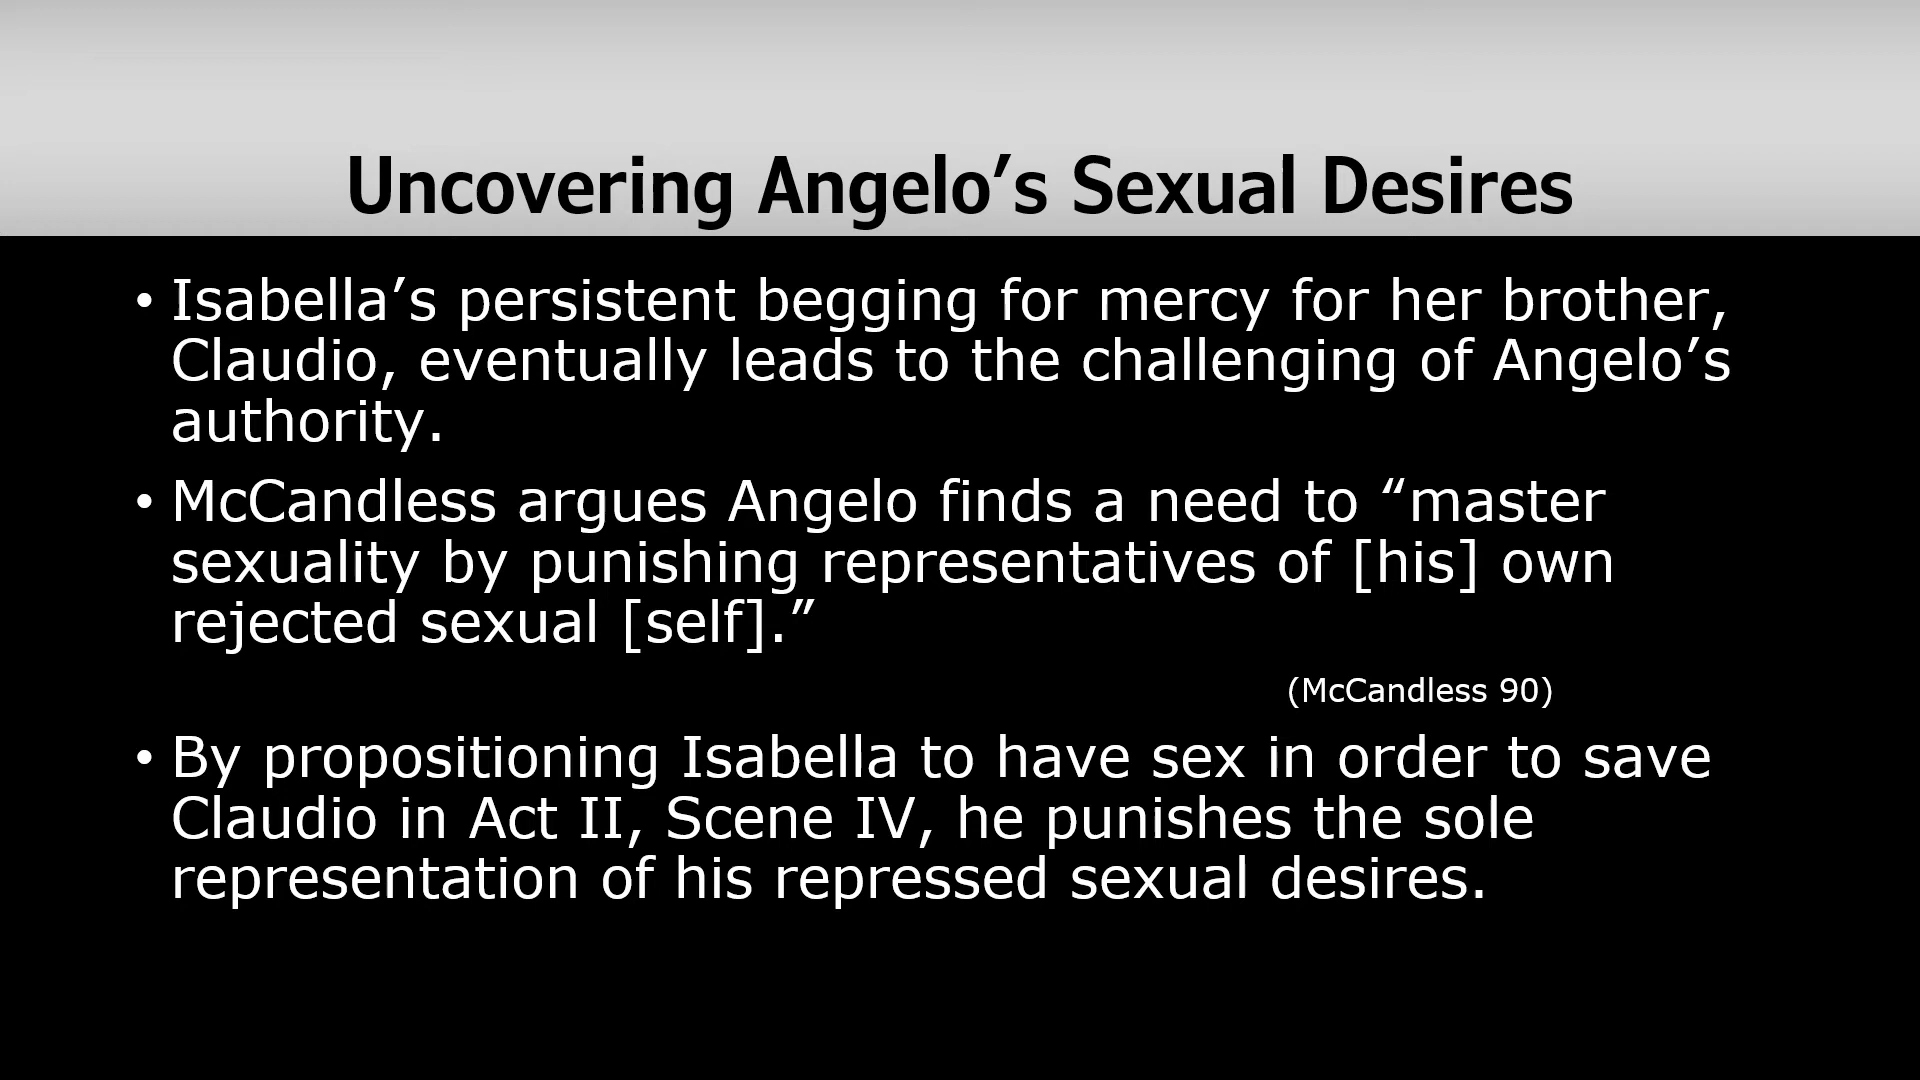 Uncovering Angelo’s Sexual Desires
• Isabella’s persistent begging for mercy for her brother,
Claudio, eventually leads to the challenging of Angelo’s
authority.
• McCandless argues Angelo finds a need to “master
sexuality by punishing representatives of [his] own
rejected sexual [self].”
(McCandless 90)
• By propositioning Isabella to have sex in order to save
Claudio in Act II, Scene IV, he punishes the sole
representation of his repressed sexual desires.